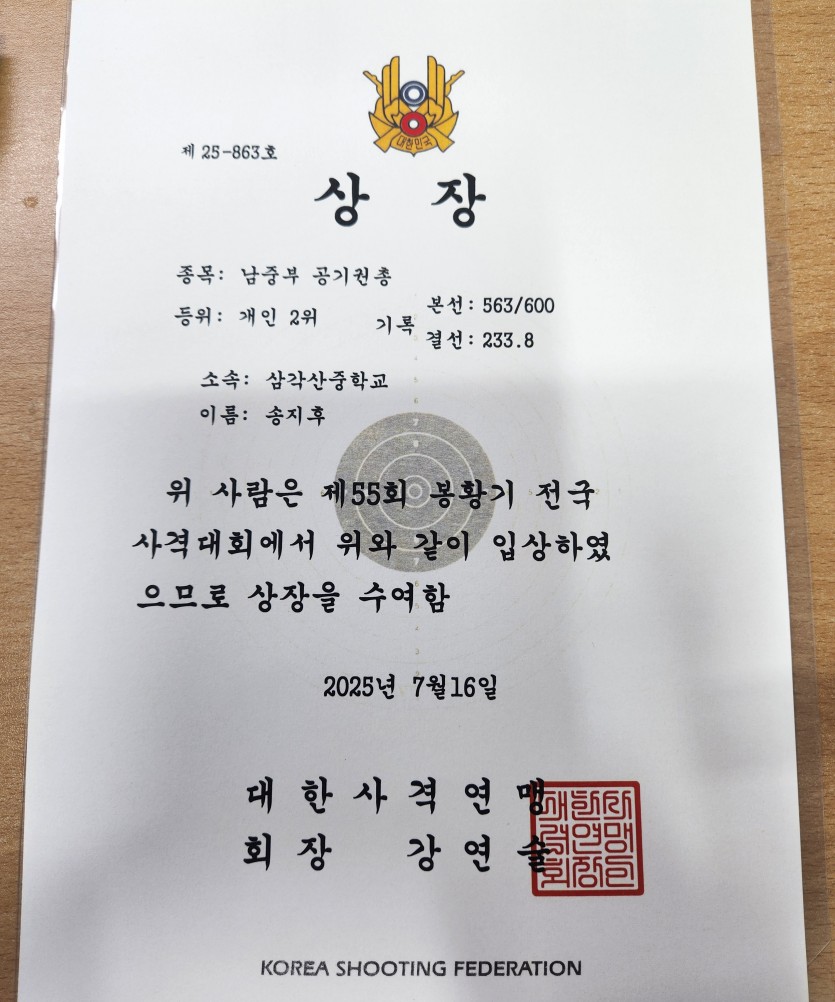 대한민국
제 25-863호
상 장
종목: 남중부 공기권총
등위: 개인 2위
기록
본선: 563/600
결선: 233.8
소속: 삼각산중학교
이름: 송지후
위 사람은 제55회 봉황기 전국
사격대회에서 위와 같이 입상하였
으므로 상장을 수여함
2025년 7월16일
대한사격연맹
회장 강연술
KOREA SHOOTING FEDERATION